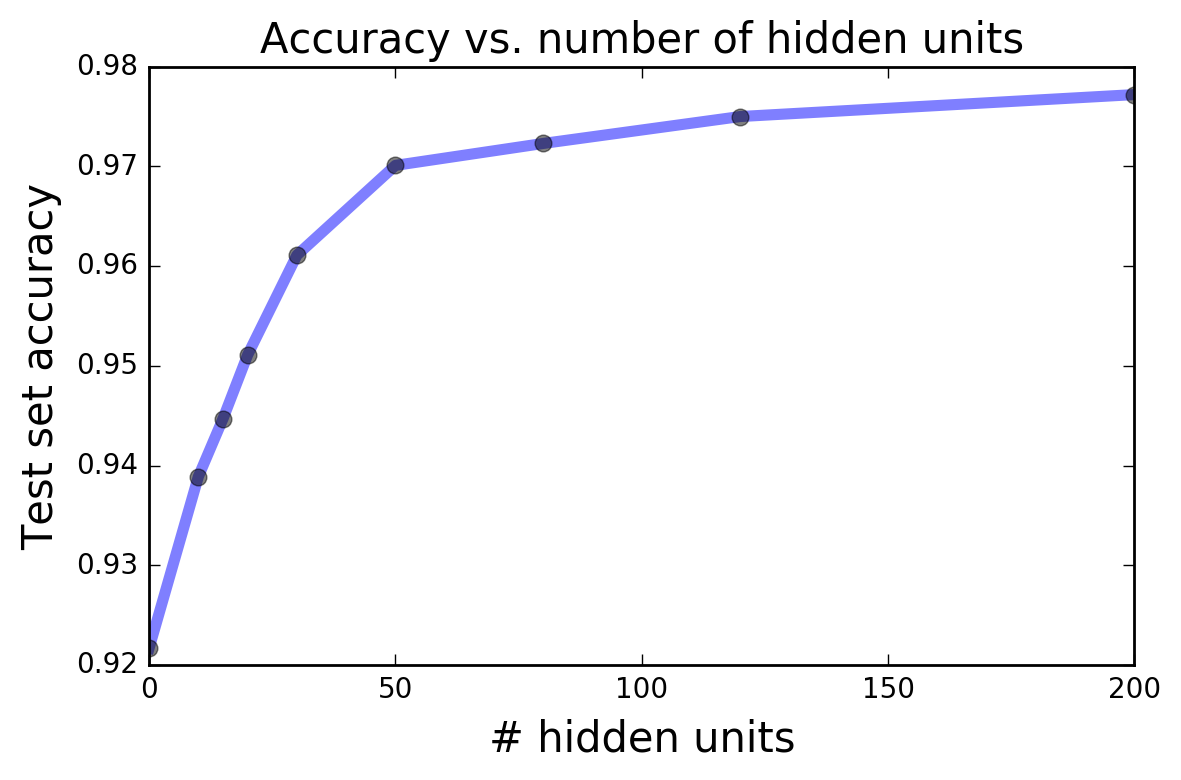 Accuracy vs. number of hidden units
0.98
0.97
0.96
0.95
0.94
0.93
0.92
Test set accuracy
0 50 100 150 200
# hidden units